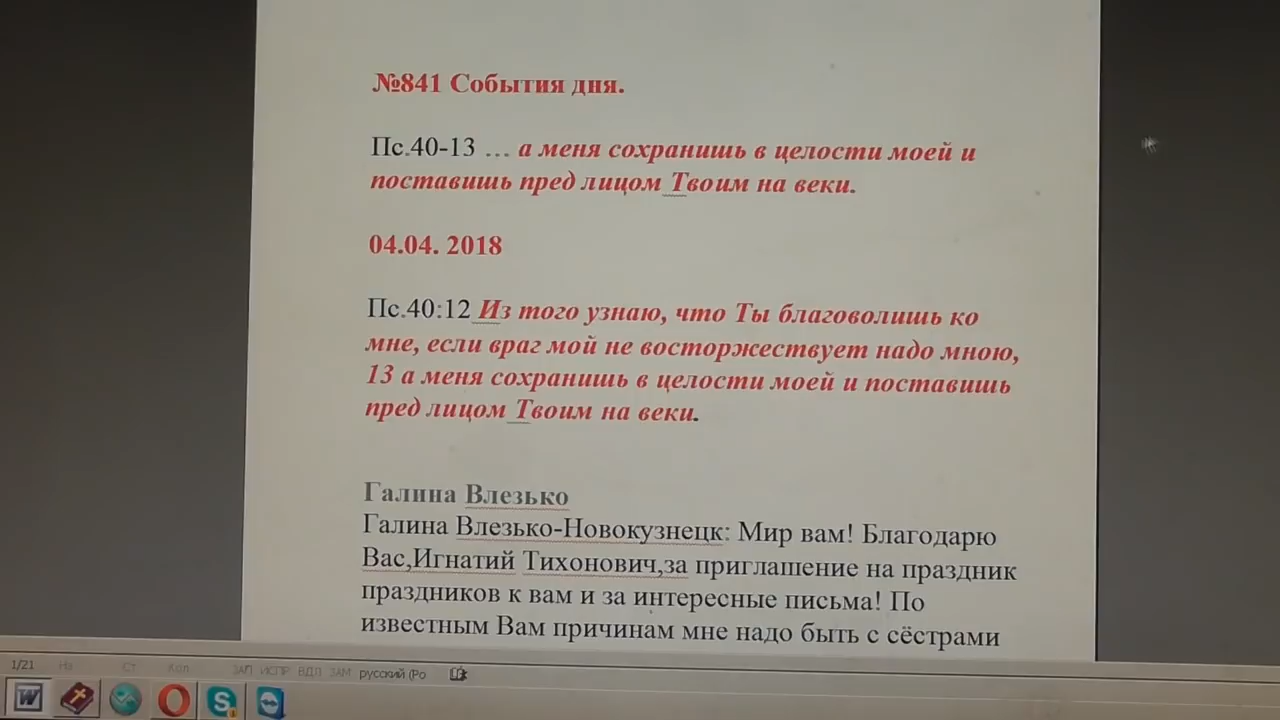 №841 События дня.
Пс.40-13 ... а меня сохранишь в целости моей и
поставишь пред лицом Твоим на веки.
04.04. 2018
Пс.40:12 Из того узнаю, что Ты благоволишь ко
мне, если враг мой не восторжествует надо мною,
13 а меня сохранишь в целости моей и поставишь
пред лицом Твоим на веки.
Галина Влезько
Галина Влезько-Новокузнецк: Мир вам! Благодарю
Вас,Игнатий Тихонович,за приглашение на праздник
праздников к вам и за интересные письма! По
известным Вам причинам мне надо быть с сёстрами
1/21 На Ст Кол ЗАП ИСПР ВДЛ ЗАМ русский (Ро